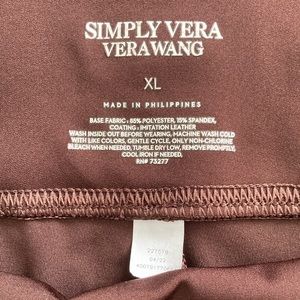 SIMPLY VERA
VERA WANG
XL
MADE IN PHILIPPINES
BASE FABRIC: 85% POLYESTER, 15% SPANDEX,
COATING: IMITATION LEATHER
WASH INSIDE OUT BEFORE WEARING, MACHINE WASH COLD
WITH LIKE COLORS, GENTLE CYCLE, ONLY NON-CHLORINE
BLEACH WHEN NEEDED, TUMBLE DRY LOW, REMOVE PROMPTLY.
COOL IRON IF NEEDED.
RN# 73277
04/22